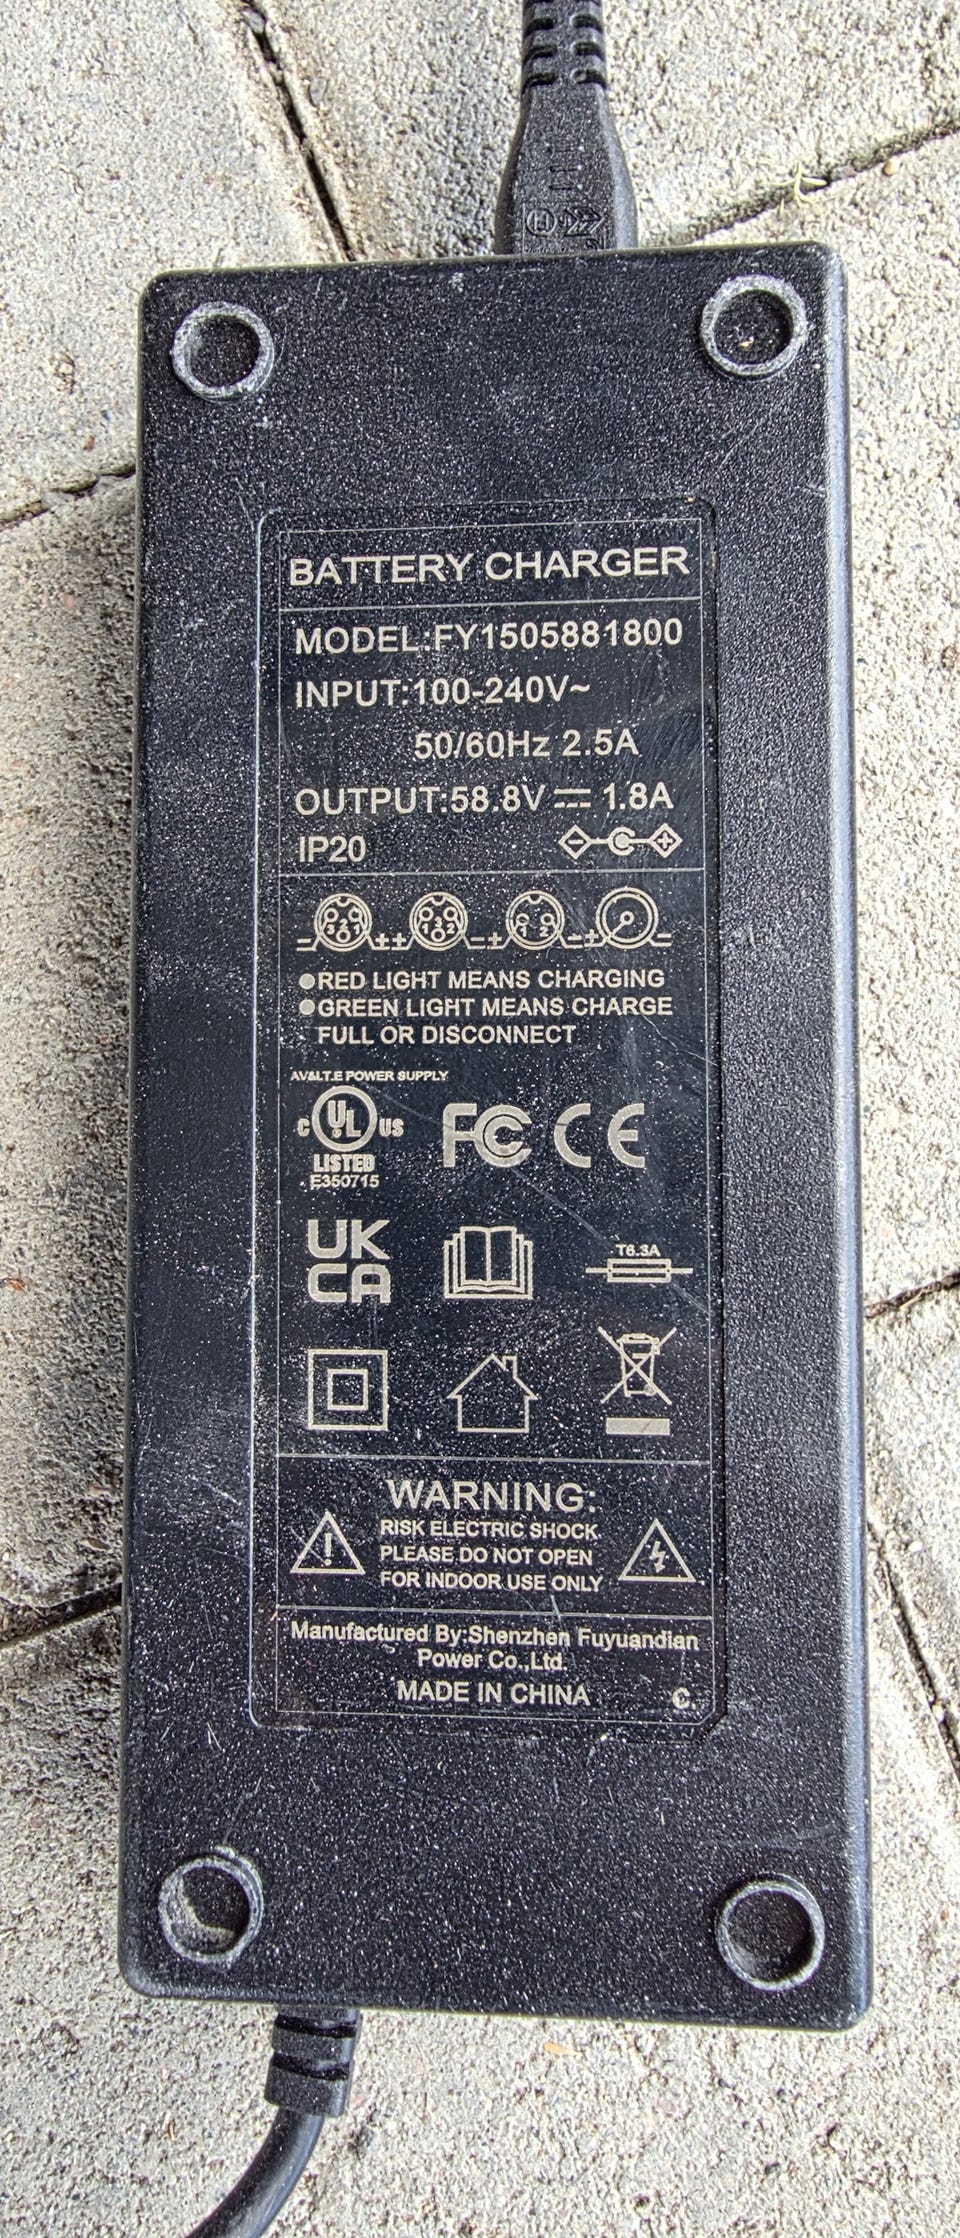 BATTERY CHARGER
MODEL:FY1505881800
INPUT:100-240V~
50/60Hz 2.5A
OUTPUT:58.8V⎓1.8A
IP20
●RED LIGHT MEANS CHARGING
●GREEN LIGHT MEANS CHARGE
FULL OR DISCONNECT
AV&I.T.E POWER SUPPLY
C UL US FC CE
LISTED
E350715
UK
CA
T6.3A
WARNING:
RISK ELECTRIC SHOCK
PLEASE DO NOT OPEN
FOR INDOOR USE ONLY
Manufactured By:Shenzhen Fuyuandian
Power Co.,Ltd.
MADE IN CHINA C.